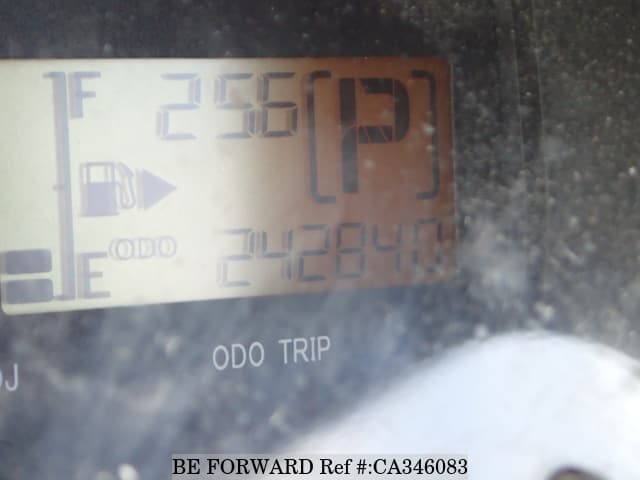 F 256 [P]
ODO 242840
E
ODO TRIP
BE FORWARD Ref #:CA346083